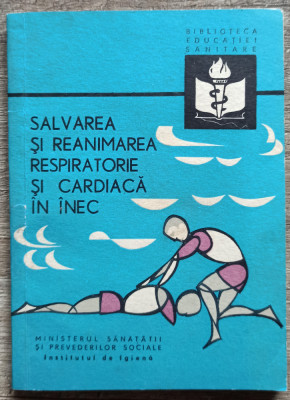 BIBLIOTECA
EDUCAȚIEI
SANITARE
SALVAREA
ȘI REANIMAREA
RESPIRATORIE
ȘI CARDIACĂ
ÎN ÎNEC
MINISTERUL SĂNĂTĂȚII
ȘI PREVEDERILOR SOCIALE
Institutul de Igienă